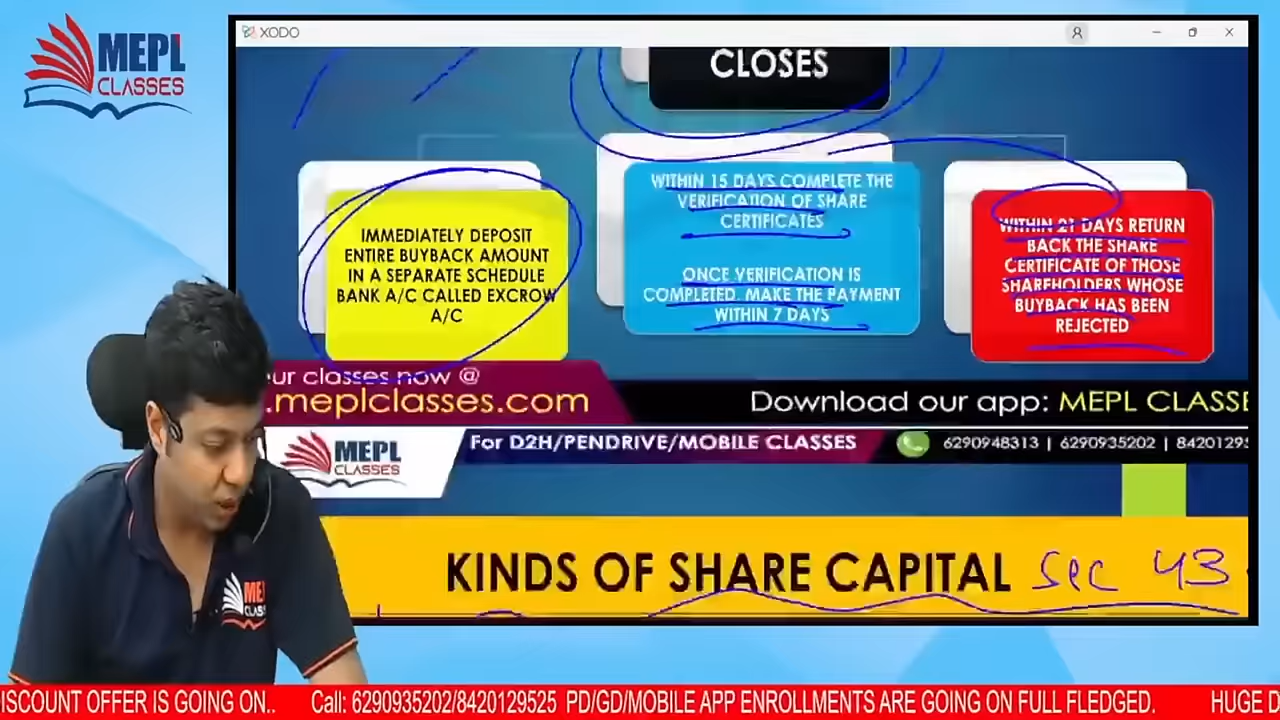 MEPL
CLASSES
XODO
CLOSES
IMMEDIATELY DEPOSIT
ENTIRE BUYBACK AMOUNT
IN A SEPARATE SCHEDULE
BANK A/C CALLED EXCROW
A/C
WITHIN 15 DAYS COMPLETE THE
VERIFICATION OF SHARE
CERTIFICATES
ONCE VERIFICATION IS
COMPLETED, MAKE THE PAYMENT
WITHIN 7 DAYS
WITHIN 21 DAYS RETURN
BACK THE SHARE
CERTIFICATE OF THOSE
SHAREHOLDERS WHOSE
BUYBACK HAS BEEN
REJECTED
ur classes now @
.meplclasses.com
Download our app: MEPL CLASSE
MEPL
CLASSES
For D2H/PENDRIVE/MOBILE CLASSES
6290948313 | 6290935202 | 84201295
KINDS OF SHARE CAPITAL Sec 43
ME
CLASS
ISCOUNT OFFER IS GOING ON.. Call: 6290935202/8420129525 PD/GD/MOBILE APP ENROLLMENTS ARE GOING ON FULL FLEDGED. HUGE D